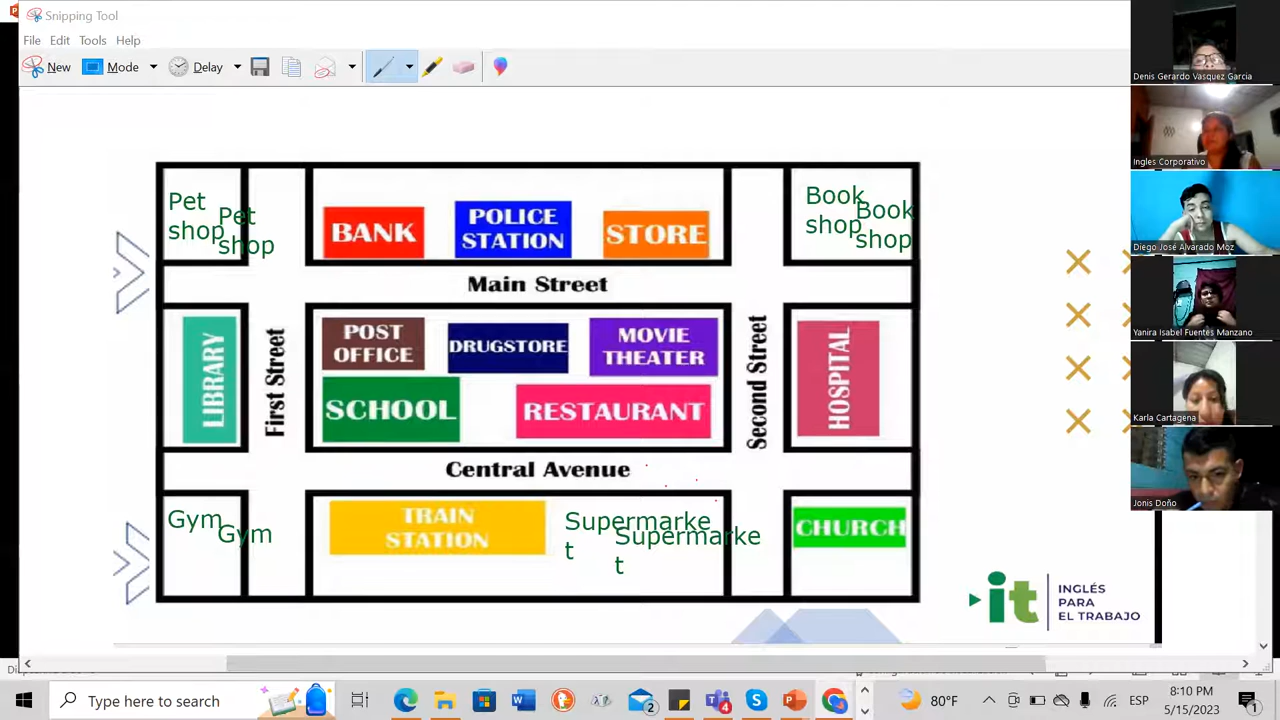 Snipping Tool
File Edit Tools Help
New Mode Delay
Denis Gerardo Vasquez Garcia
Ingles Corporativo
Diego José Alvarado Moz
Yanira Isabel Fuentes Manzano
Karla Cartagena
Jonis Doño
Pet
shop
Pet
shop
BANK
POLICE
STATION
STORE
Book
shop
Book
shop
Main Street
LIBRARY
First Street
POST
OFFICE
DRUGSTORE
MOVIE
THEATER
SCHOOL
RESTAURANT
Second Street
HOSPITAL
Central Avenue
Gym
Gym
TRAIN
STATION
Supermarke
t
Supermarke
t
CHURCH
it
INGLÉS
PARA
EL TRABAJO
Type here to search
2
4
80°F
ESP
8:10 PM
5/15/2023
1